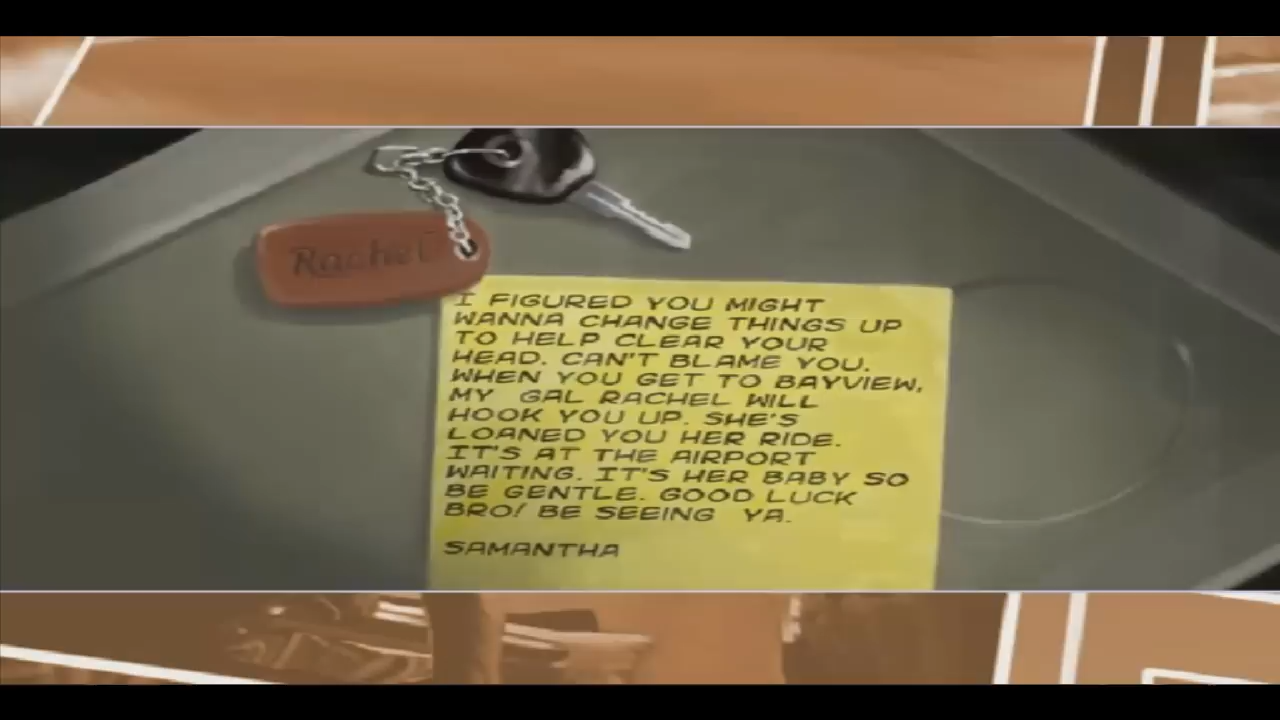 Rachel
I FIGURED YOU MIGHT
WANNA CHANGE THINGS UP
TO HELP CLEAR YOUR
HEAD. CAN'T BLAME YOU.
WHEN YOU GET TO BAYVIEW,
MY GAL RACHEL WILL
HOOK YOU UP. SHE'S
LOANED YOU HER RIDE.
IT'S AT THE AIRPORT
WAITING. IT'S HER BABY SO
BE GENTLE. GOOD LUCK
BRO! BE SEEING YA.
SAMANTHA